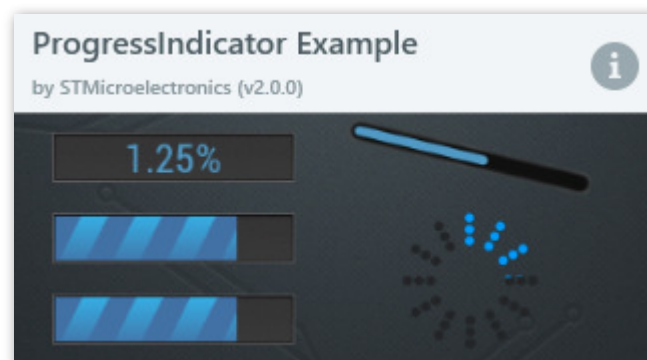 ProgressIndicator Example
by STMicroelectronics (v2.0.0)
i
1.25%